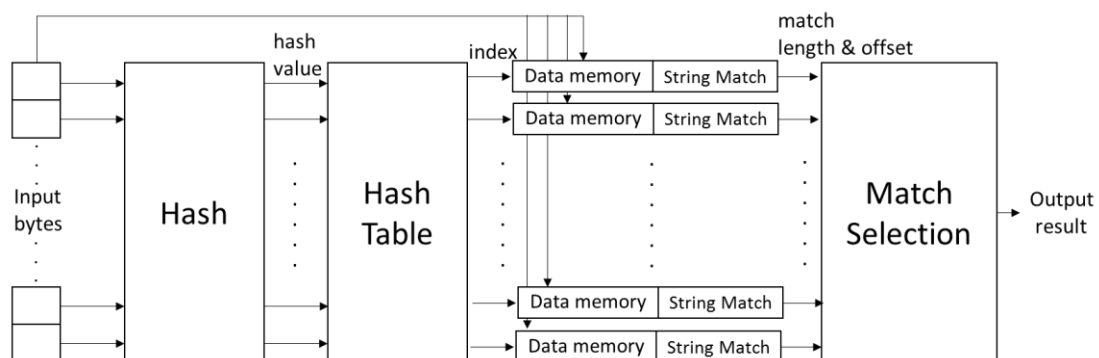 match
length & offset
hash
value
index
Data memory String Match
Data memory String Match
Input
bytes
Hash
Hash
Table
Match
Selection
Output
result
Data memory String Match
Data memory String Match